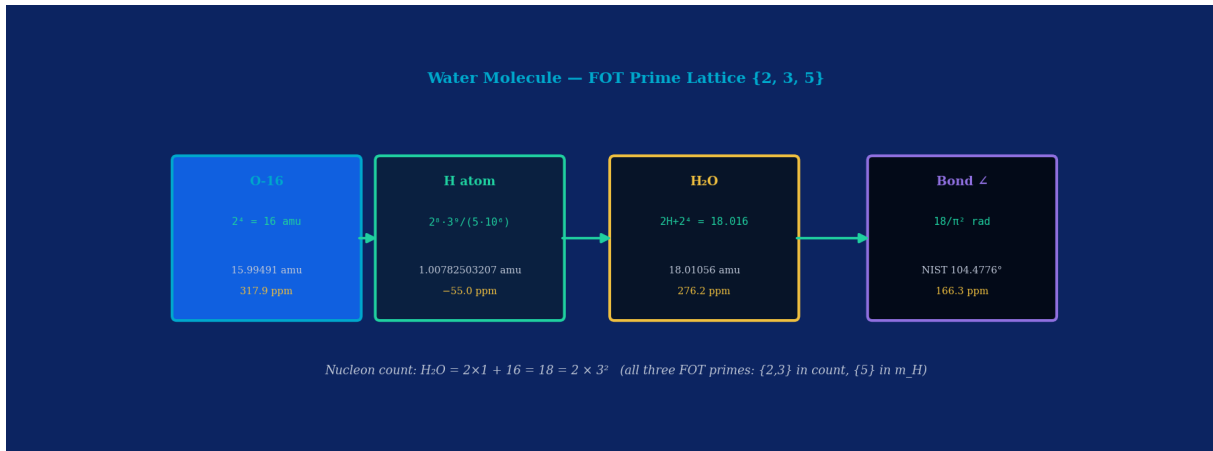 Water Molecule — FOT Prime Lattice {2, 3, 5}
O-16
2⁴ = 16 amu
15.99491 amu
317.9 ppm
H atom
2⁸·3⁹/(5·10⁶)
1.00782503207 amu
−55.0 ppm
H₂O
2H+2⁴ = 18.016
18.01056 amu
276.2 ppm
Bond ∠
18/π² rad
NIST 104.4776°
166.3 ppm
Nucleon count: H₂O = 2×1 + 16 = 18 = 2 × 3² (all three FOT primes: {2,3} in count, {5} in m_H)